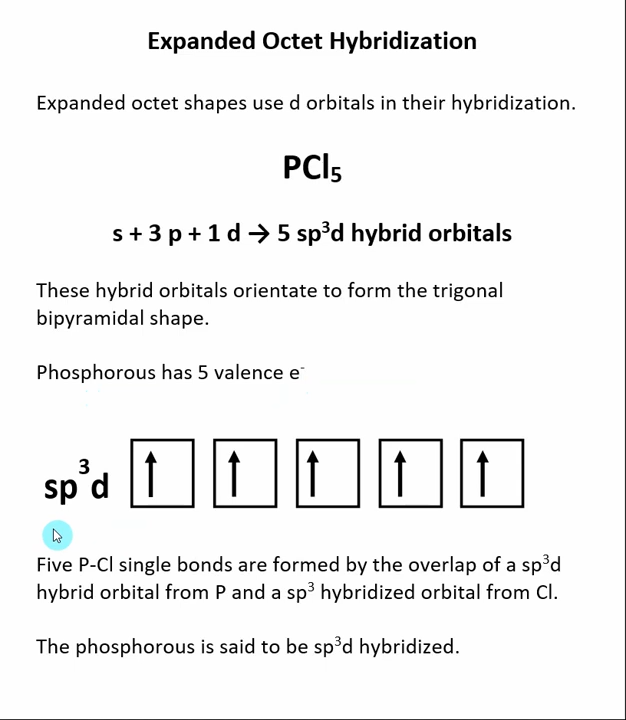 Expanded Octet Hybridization
Expanded octet shapes use d orbitals in their hybridization.
PCl₅
s + 3 p + 1 d → 5 sp³d hybrid orbitals
These hybrid orbitals orientate to form the trigonal
bipyramidal shape.
Phosphorous has 5 valence e⁻
sp³d ↑ ↑ ↑ ↑ ↑
Five P-Cl single bonds are formed by the overlap of a sp³d
hybrid orbital from P and a sp³ hybridized orbital from Cl.
The phosphorous is said to be sp³d hybridized.